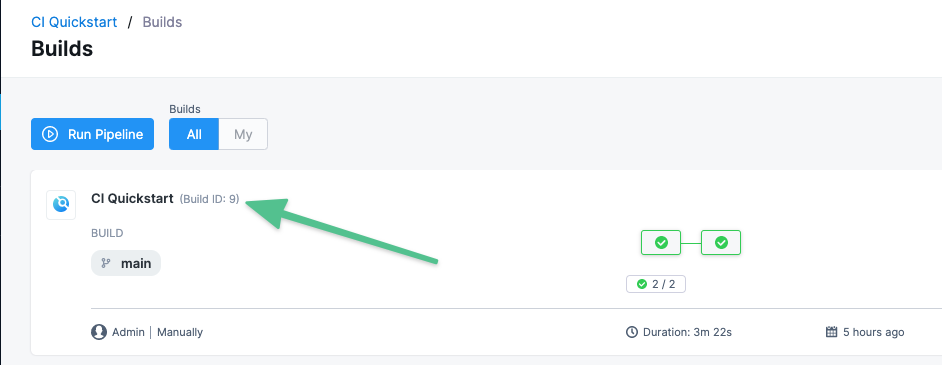 CI Quickstart / Builds
Builds
Builds
Run Pipeline All My
CI Quickstart (Build ID: 9)
BUILD
main
2 / 2
Admin | Manually Duration: 3m 22s 5 hours ago